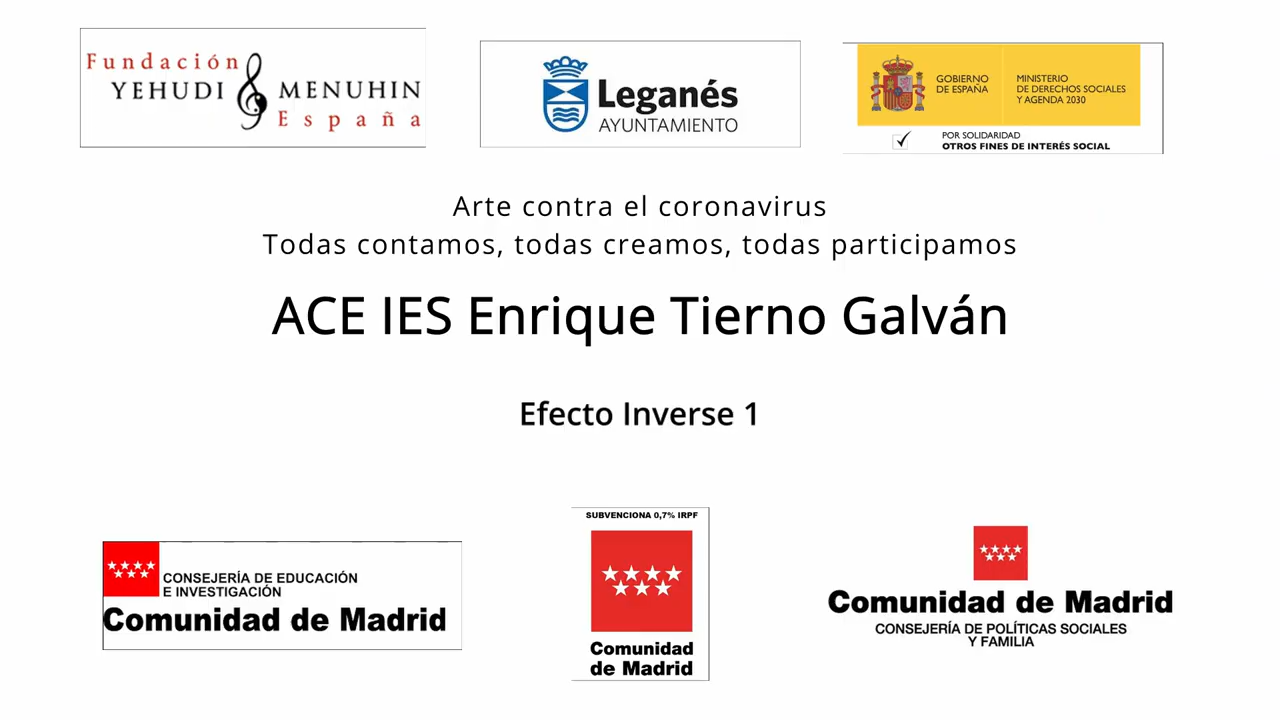 Fundación
YEHUDI MENUHIN
España
Leganés
AYUNTAMIENTO
GOBIERNO
DE ESPAÑA
MINISTERIO
DE DERECHOS SOCIALES
Y AGENDA 2030
POR SOLIDARIDAD
OTROS FINES DE INTERÉS SOCIAL
Arte contra el coronavirus
Todas contamos, todas creamos, todas participamos
ACE IES Enrique Tierno Galván
Efecto Inverse 1
CONSEJERÍA DE EDUCACIÓN
E INVESTIGACIÓN
Comunidad de Madrid
SUBVENCIONA 0,7% IRPF
Comunidad
de Madrid
Comunidad de Madrid
CONSEJERÍA DE POLÍTICAS SOCIALES
Y FAMILIA